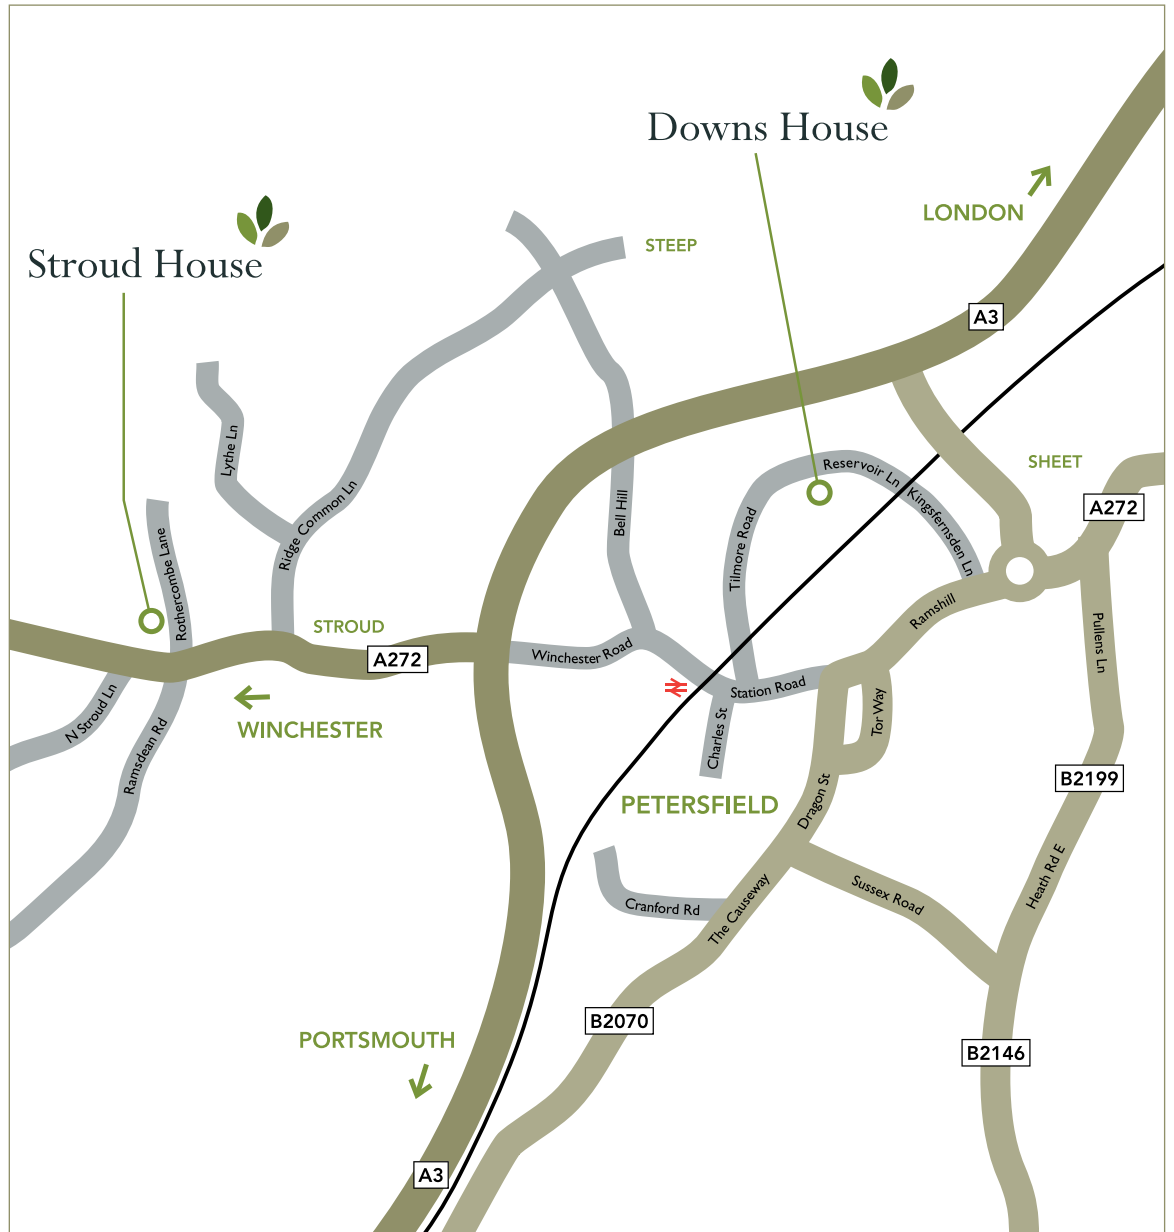 Downs House
LONDON
Stroud House
STEEP
A3
Lythe Ln
Ridge Common Ln
Bell Hill
Reservoir Ln
Kingsfernsden Ln
SHEET
A272
Tilmore Road
Rothercombe Lane
STROUD
A272
Winchester Road
Ramshill
Pullens Ln
Station Road
N Stroud Ln
WINCHESTER
Ramsdean Rd
Charles St
Tor Way
B2199
PETERSFIELD
Dragon St
Heath Rd E
Sussex Road
Cranford Rd
The Causeway
B2070
PORTSMOUTH
B2146
A3